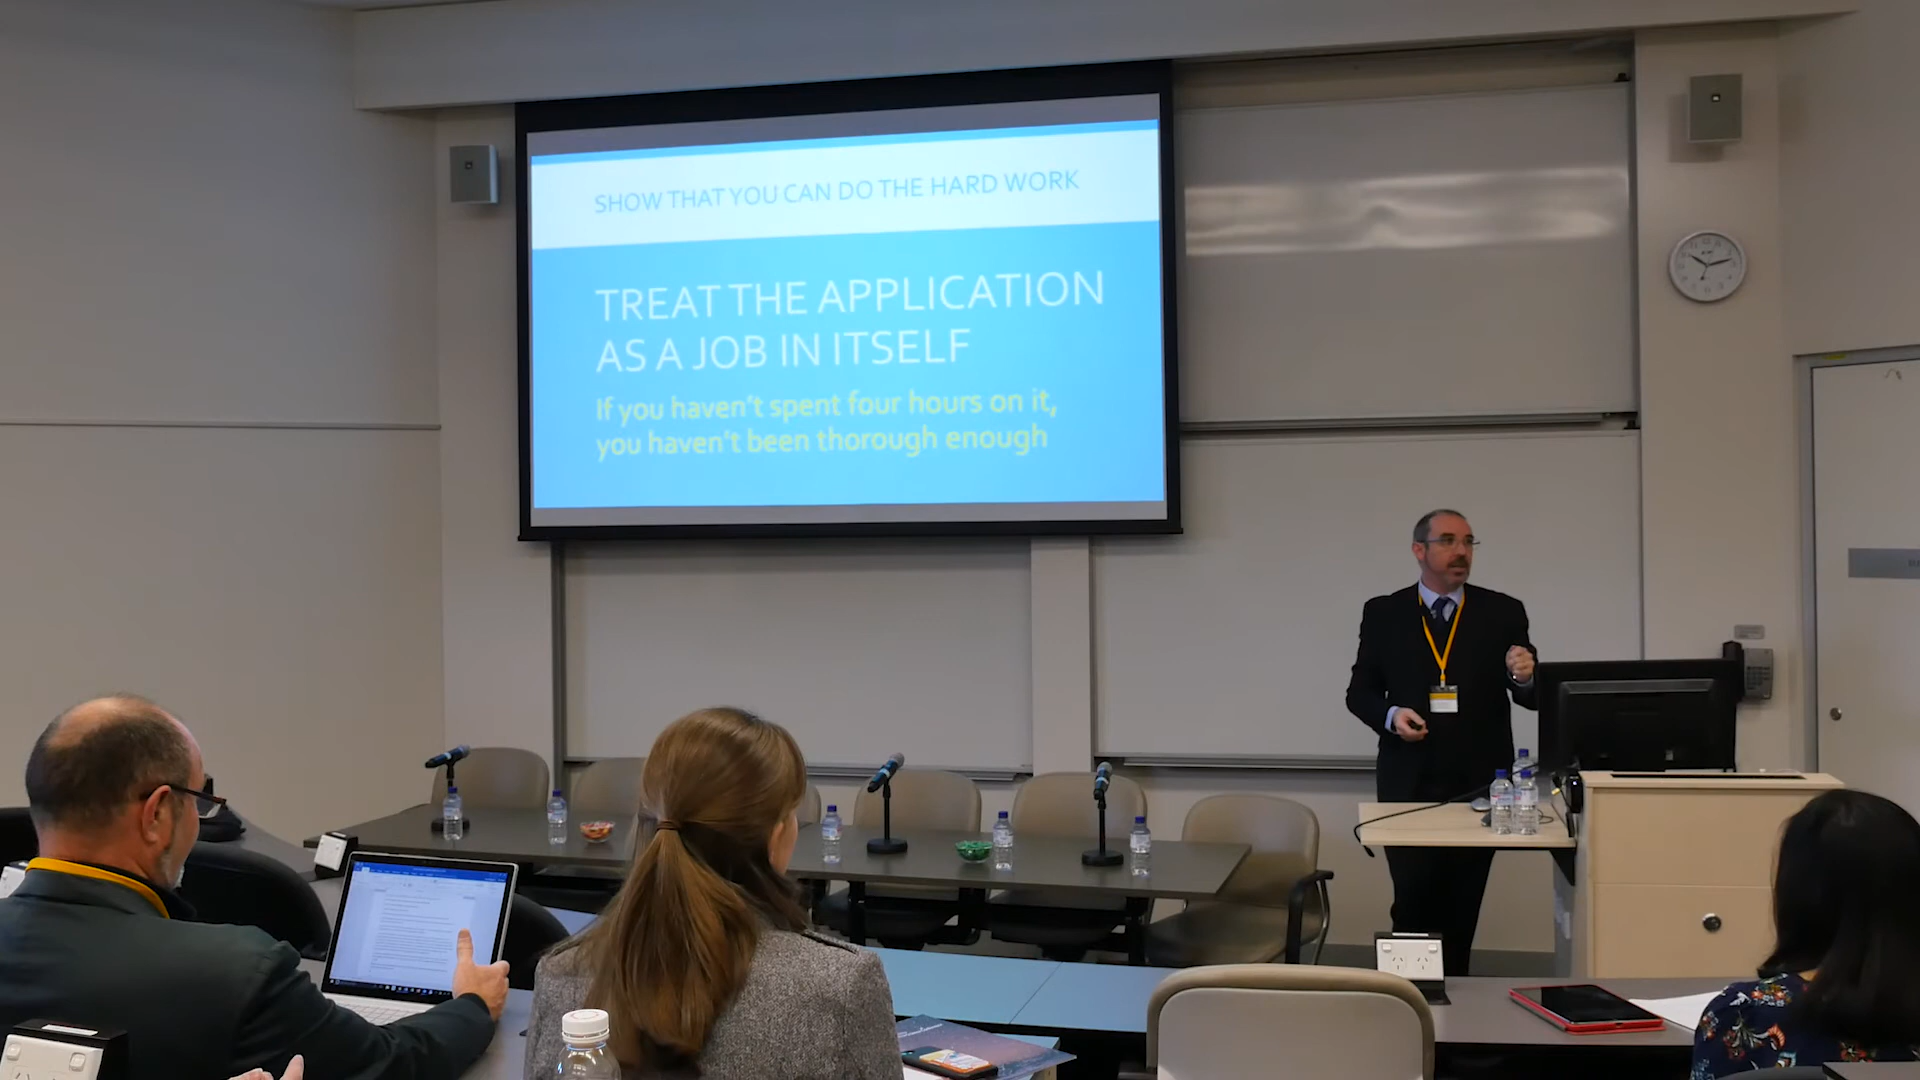 SHOW THAT YOU CAN DO THE HARD WORK
TREAT THE APPLICATION
AS A JOB IN ITSELF
If you haven't spent four hours on it,
you haven't been thorough enough